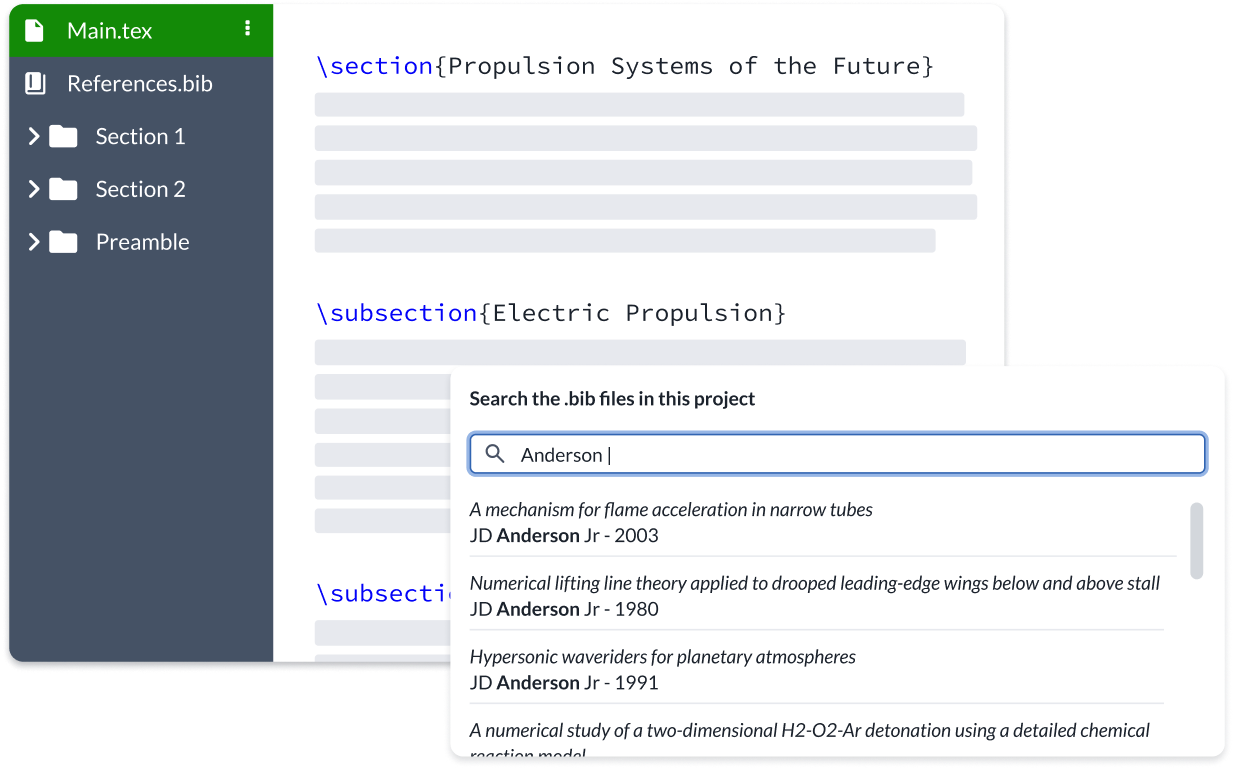 Main.tex
References.bib
Section 1
Section 2
Preamble
\section{Propulsion Systems of the Future}
\subsection{Electric Propulsion}
\subsecti
Search the .bib files in this project
Anderson |
A mechanism for flame acceleration in narrow tubes
JD Anderson Jr - 2003
Numerical lifting line theory applied to drooped leading-edge wings below and above stall
JD Anderson Jr - 1980
Hypersonic waveriders for planetary atmospheres
JD Anderson Jr - 1991
A numerical study of a two-dimensional H2-O2-Ar detonation using a detailed chemical
reaction model